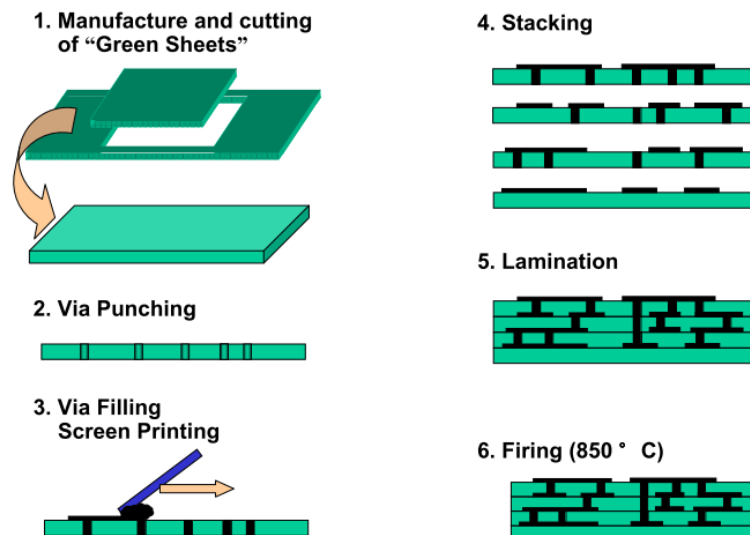 1. Manufacture and cutting
of “Green Sheets”
2. Via Punching
3. Via Filling
Screen Printing
4. Stacking
5. Lamination
6. Firing (850 ° C)